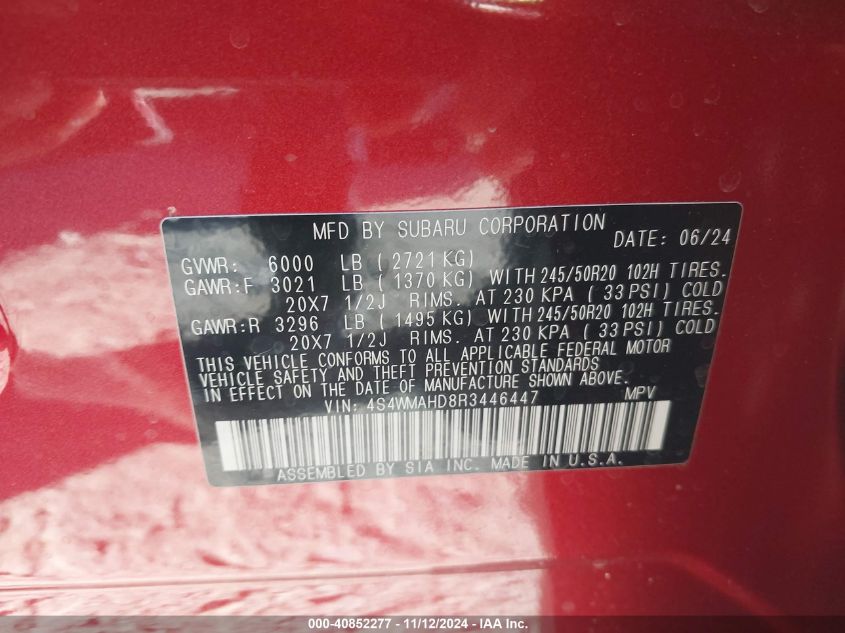 MFD BY SUBARU CORPORATION
DATE: 06/24
GVWR: 6000 LB ( 2721 KG)
GAWR:F 3021 LB ( 1370 KG) WITH 245/50R20 102H TIRES.
20X7 1/2J RIMS. AT 230 KPA ( 33 PSI) COLD
GAWR:R 3296 LB ( 1495 KG) WITH 245/50R20 102H TIRES.
20X7 1/2J RIMS. AT 230 KPA ( 33 PSI) COLD
THIS VEHICLE CONFORMS TO ALL APPLICABLE FEDERAL MOTOR
VEHICLE SAFETY AND THEFT PREVENTION STANDARDS
IN EFFECT ON THE DATE OF MANUFACTURE SHOWN ABOVE.
VIN: 4S4WMAHD8R3446447 MPV
ASSEMBLED BY SIA INC. MADE IN U.S.A.
000-40852277 - 11/12/2024 - IAA Inc.